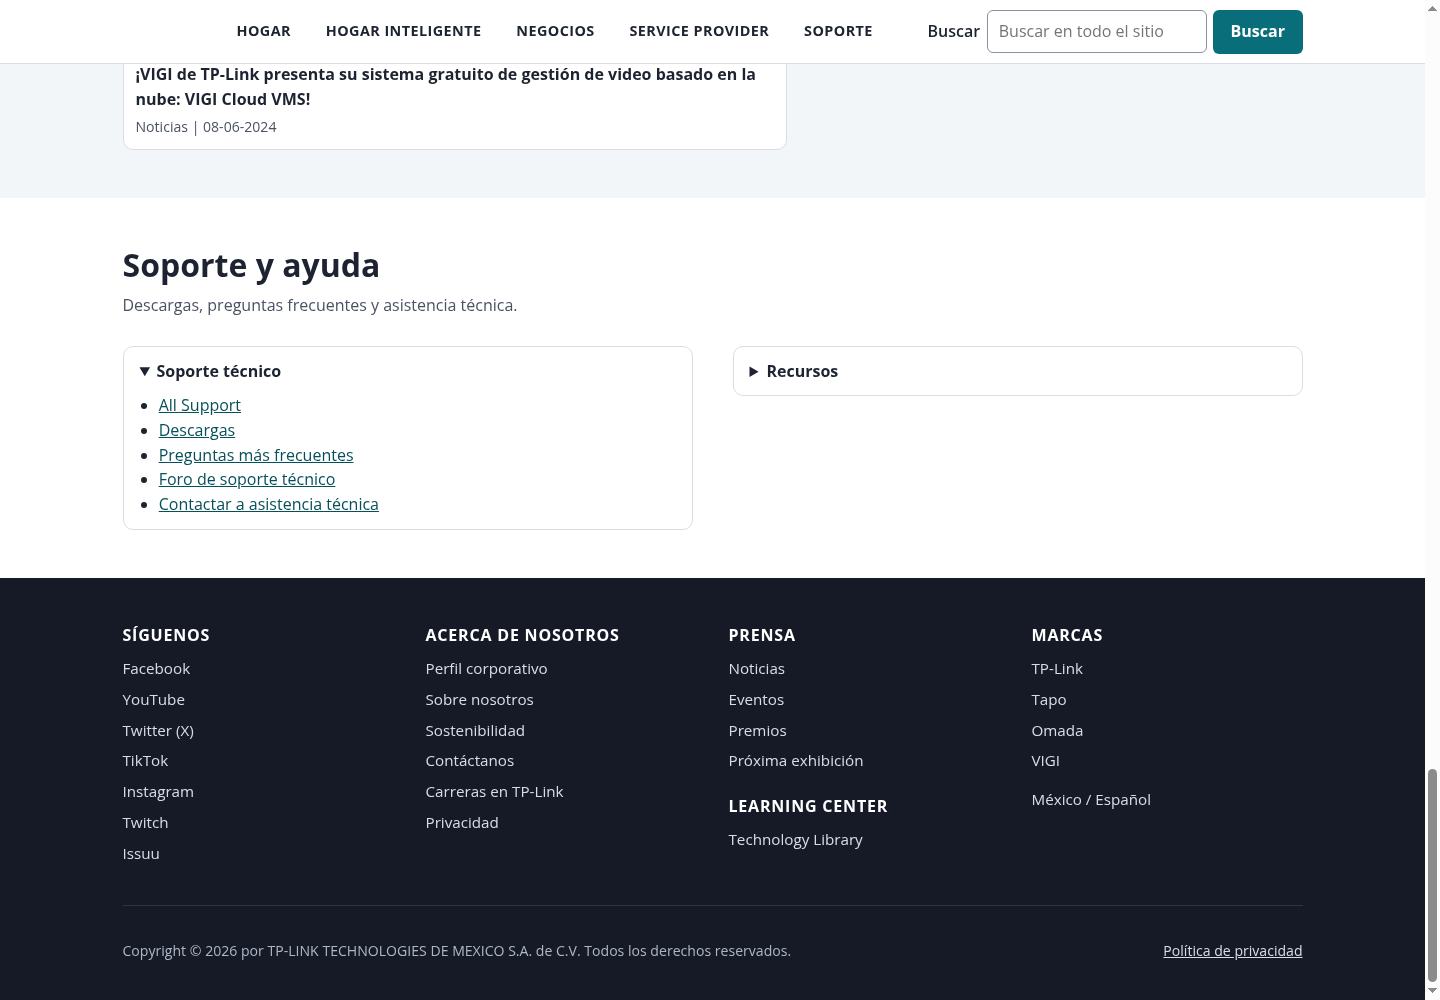 HOGAR
HOGAR INTELIGENTE
NEGOCIOS
SERVICE PROVIDER
SOPORTE
Buscar
Buscar en todo el sitio
Buscar
¡VIGI de TP-Link presenta su sistema gratuito de gestión de video basado en la
nube: VIGI Cloud VMS!
Noticias | 08-06-2024
Soporte y ayuda
Descargas, preguntas frecuentes y asistencia técnica.
Soporte técnico
All Support
Descargas
Preguntas más frecuentes
Foro de soporte técnico
Contactar a asistencia técnica
Recursos
SÍGUENOS
Facebook
YouTube
Twitter (X)
TikTok
Instagram
Twitch
Issuu
ACERCA DE NOSOTROS
Perfil corporativo
Sobre nosotros
Sostenibilidad
Contáctanos
Carreras en TP-Link
Privacidad
PRENSA
Noticias
Eventos
Premios
Próxima exhibición
LEARNING CENTER
Technology Library
MARCAS
TP-Link
Tapo
Omada
VIGI
México / Español
Copyright © 2026 por TP-LINK TECHNOLOGIES DE MEXICO S.A. de C.V. Todos los derechos reservados.
Política de privacidad